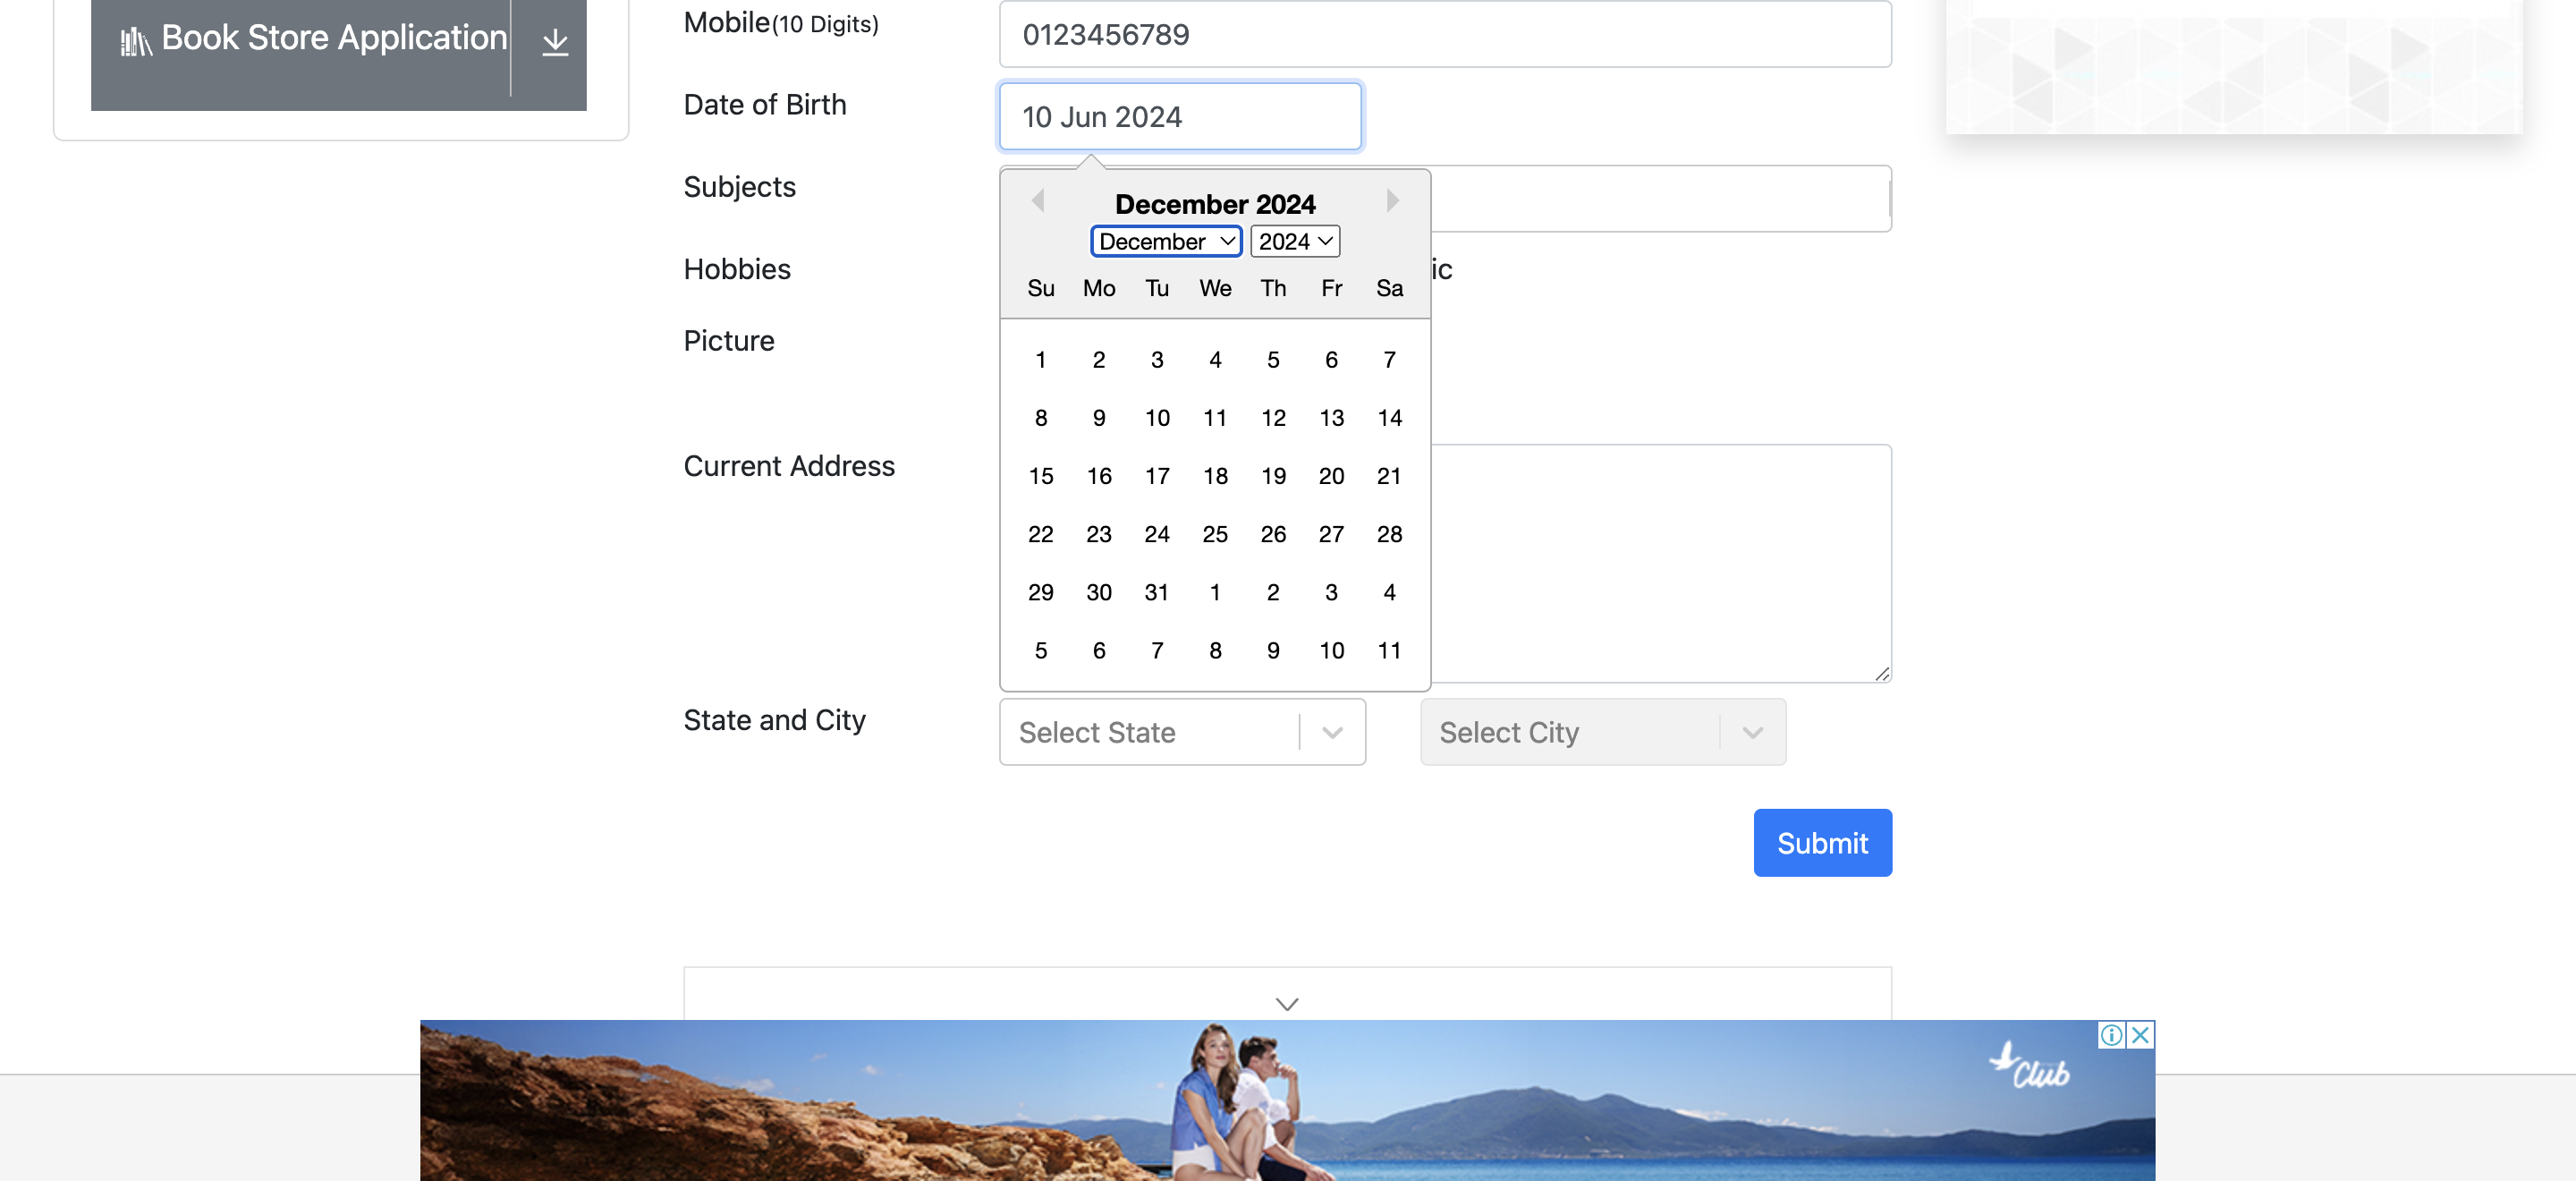 Book Store Application
Mobile(10 Digits)
0123456789
Date of Birth
10 Jun 2024
Subjects
December 2024
December 2024
Hobbies
ic
Su Mo Tu We Th Fr Sa
Picture
1 2 3 4 5 6 7
8 9 10 11 12 13 14
Current Address
15 16 17 18 19 20 21
22 23 24 25 26 27 28
29 30 31 1 2 3 4
5 6 7 8 9 10 11
State and City
Select State
Select City
Submit
Club